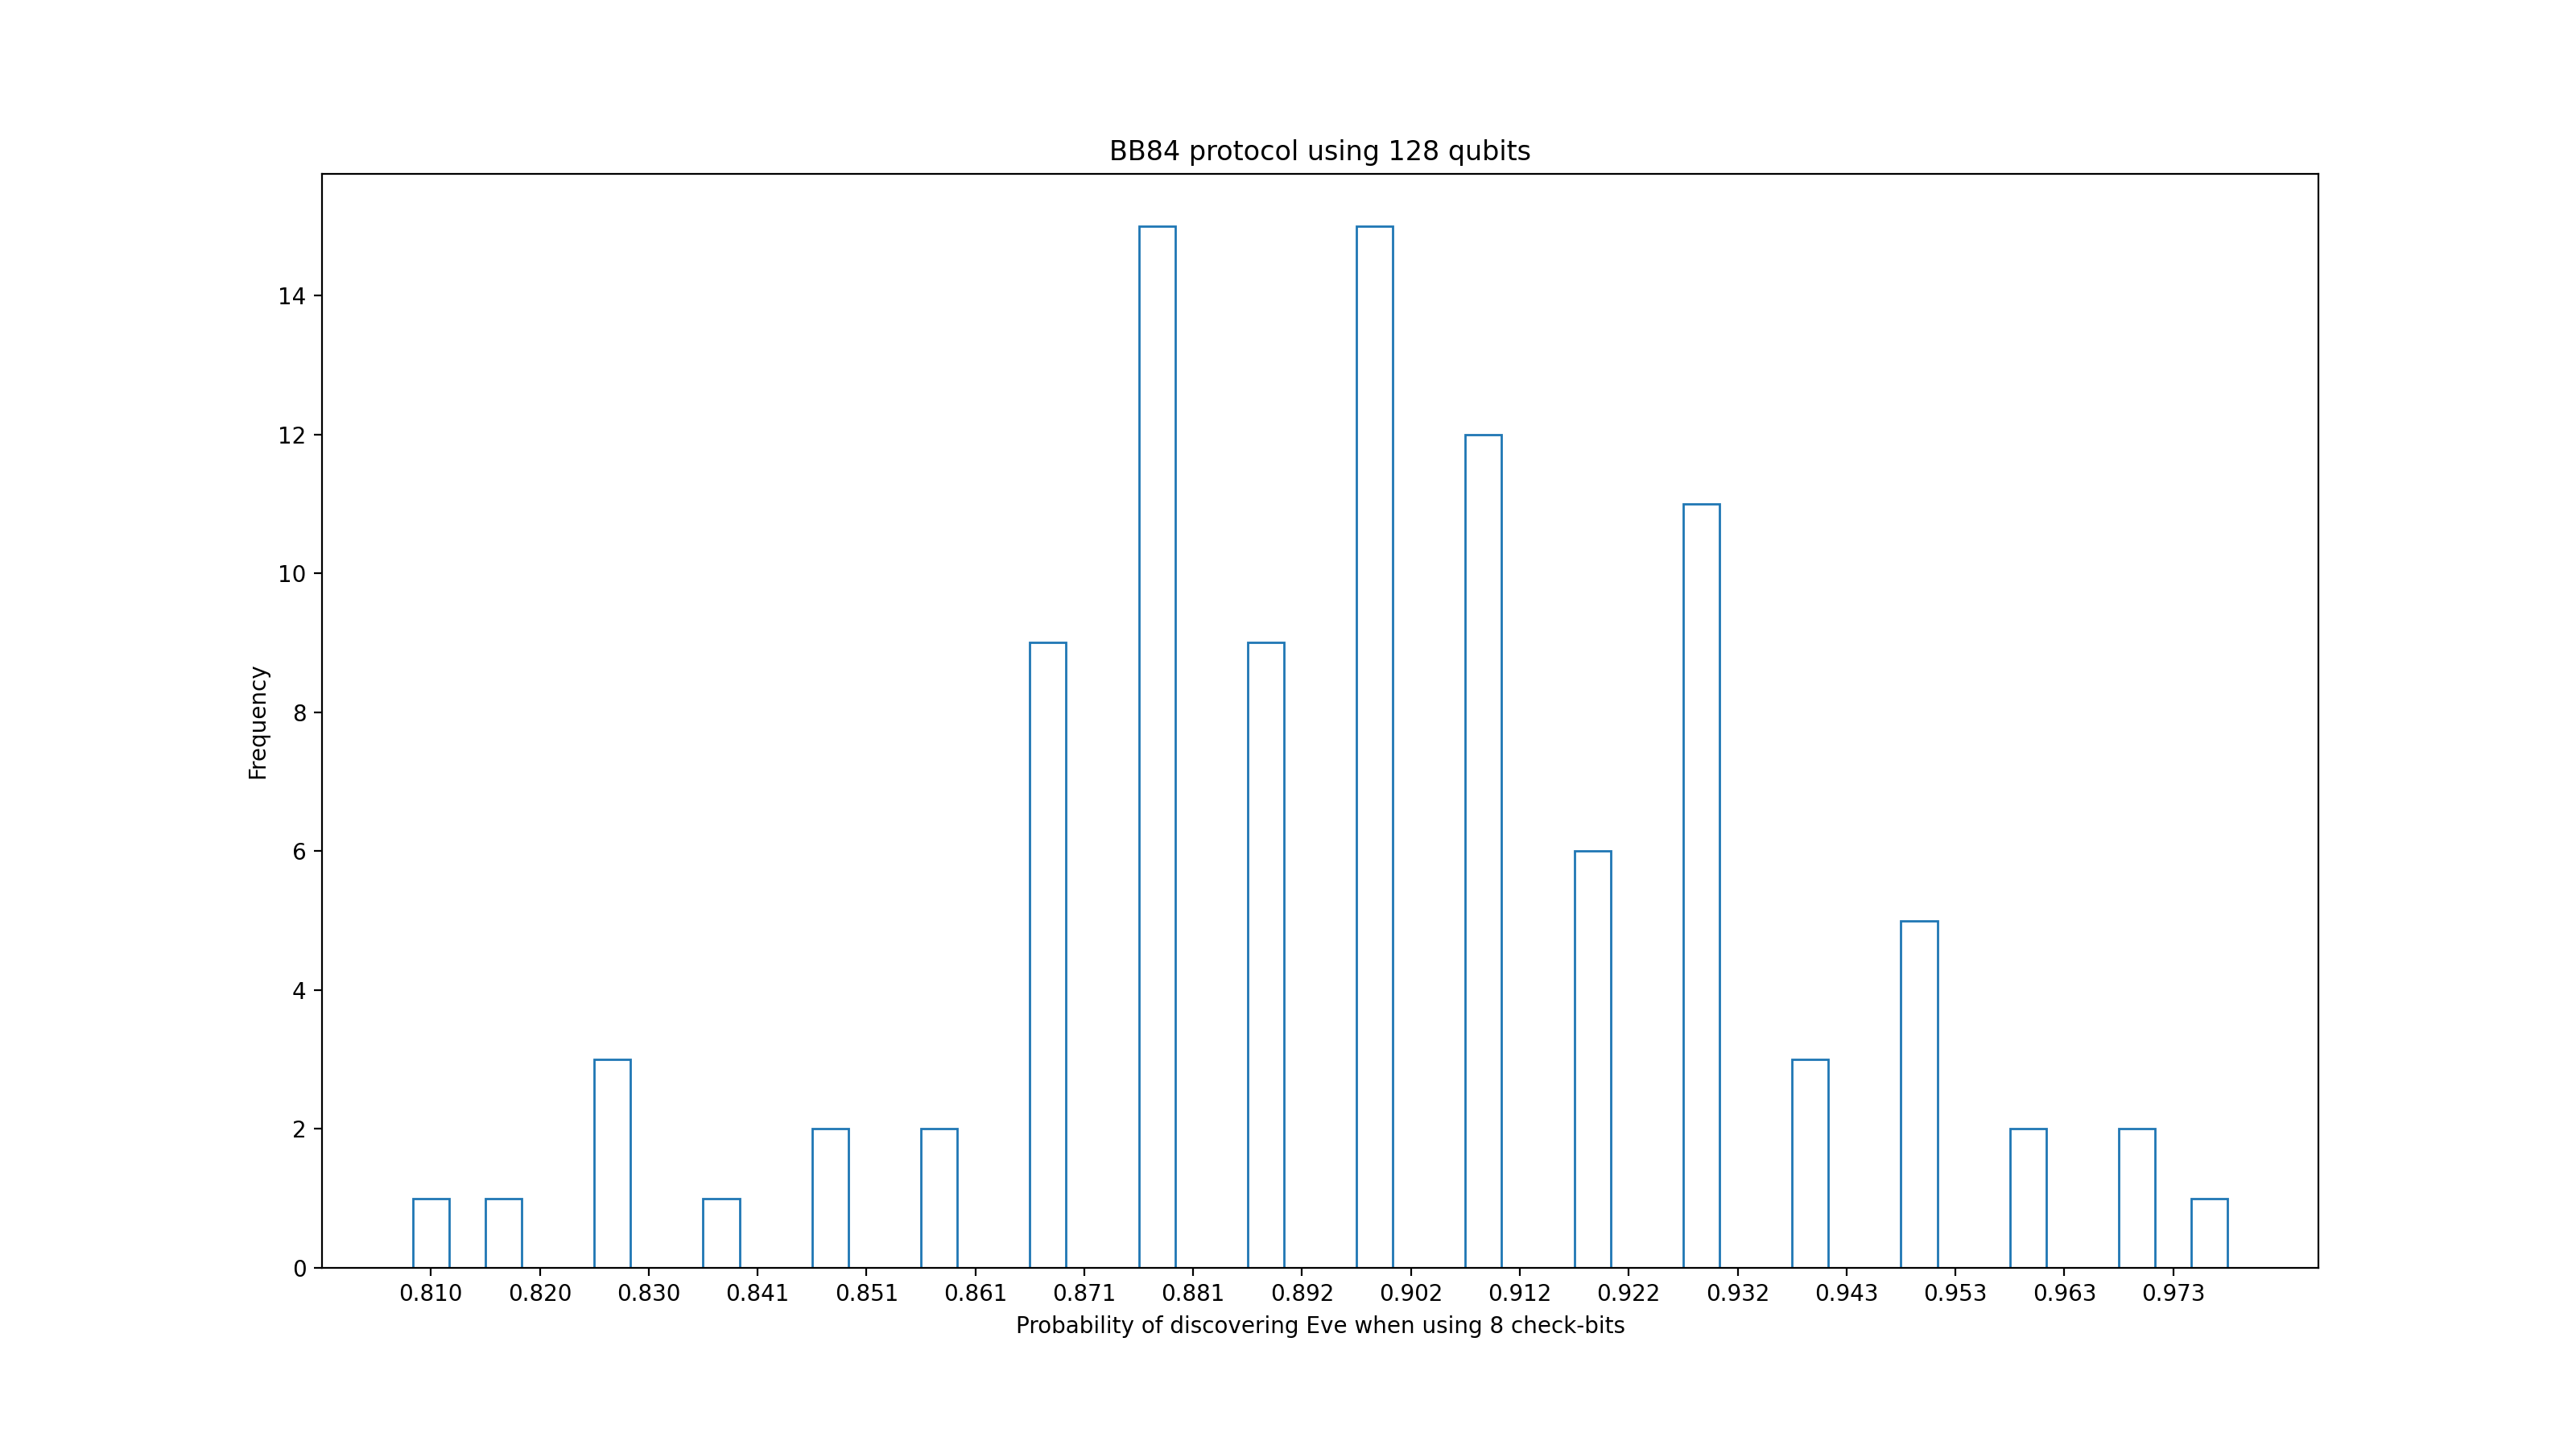 BB84 protocol using 128 qubits
14
12
10
8
6
4
2
0
Frequency
0.810 0.820 0.830 0.841 0.851 0.861 0.871 0.881 0.892 0.902 0.912 0.922 0.932 0.943 0.953 0.963 0.973
Probability of discovering Eve when using 8 check-bits